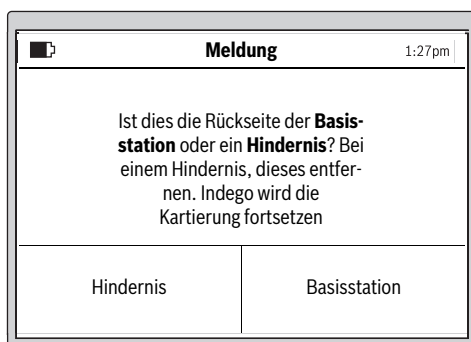 Meldung 1:27pm
Ist dies die Rückseite der Basis-
station oder ein Hindernis? Bei
einem Hindernis, dieses entfer-
nen. Indego wird die
Kartierung fortsetzen
Hindernis Basisstation